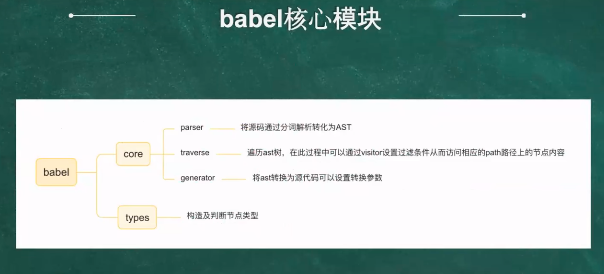 babel核心模块
parser 将源码通过分词解析转化为AST
core traverse 遍历ast树，在此过程中可以通过visitor设置过滤条件从而访问相应的path路径上的节点内容
babel generator 将ast转换为源代码可以设置转换参数
types 构造及判断节点类型